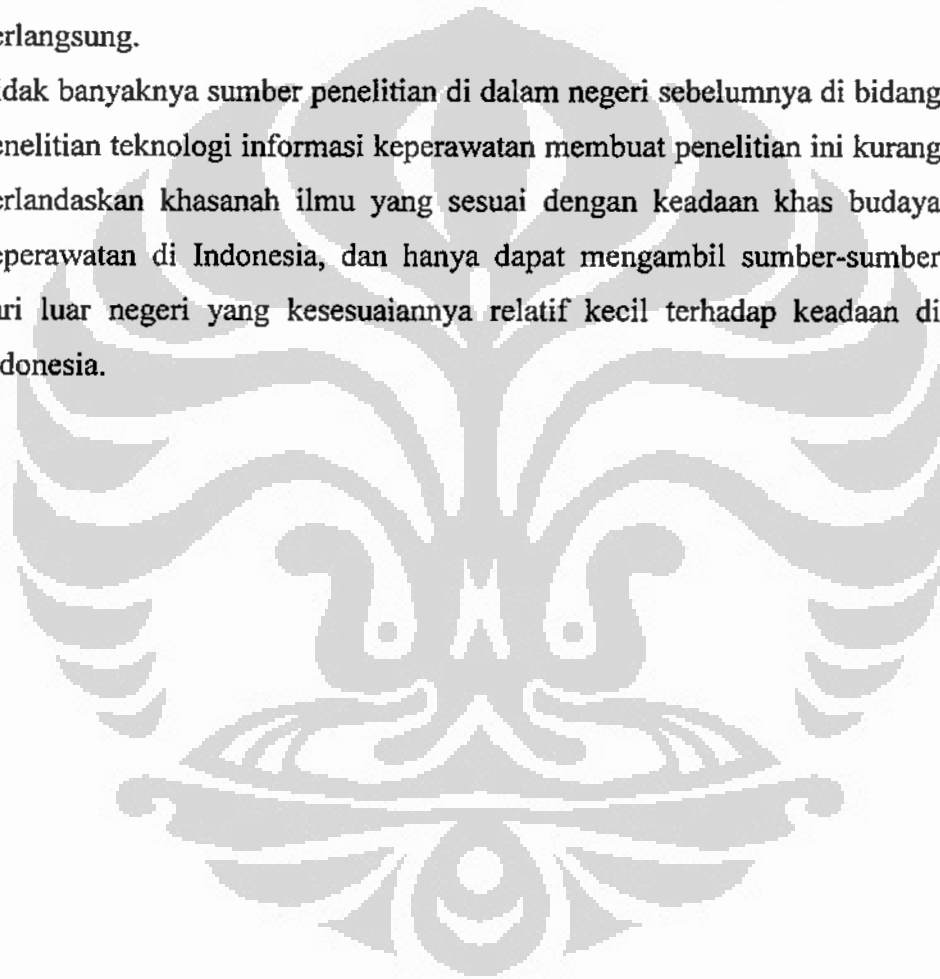 erlangsung.
idak banyaknya sumber penelitian di dalam negeri sebelumnya di bidang
enelitian teknologi informasi keperawatan membuat penelitian ini kurang
erlandaskan khasanah ilmu yang sesuai dengan keadaan khas budaya
eperawatan di Indonesia, dan hanya dapat mengambil sumber-sumber
ari luar negeri yang kesesuaiannya relatif kecil terhadap keadaan di
donesia.